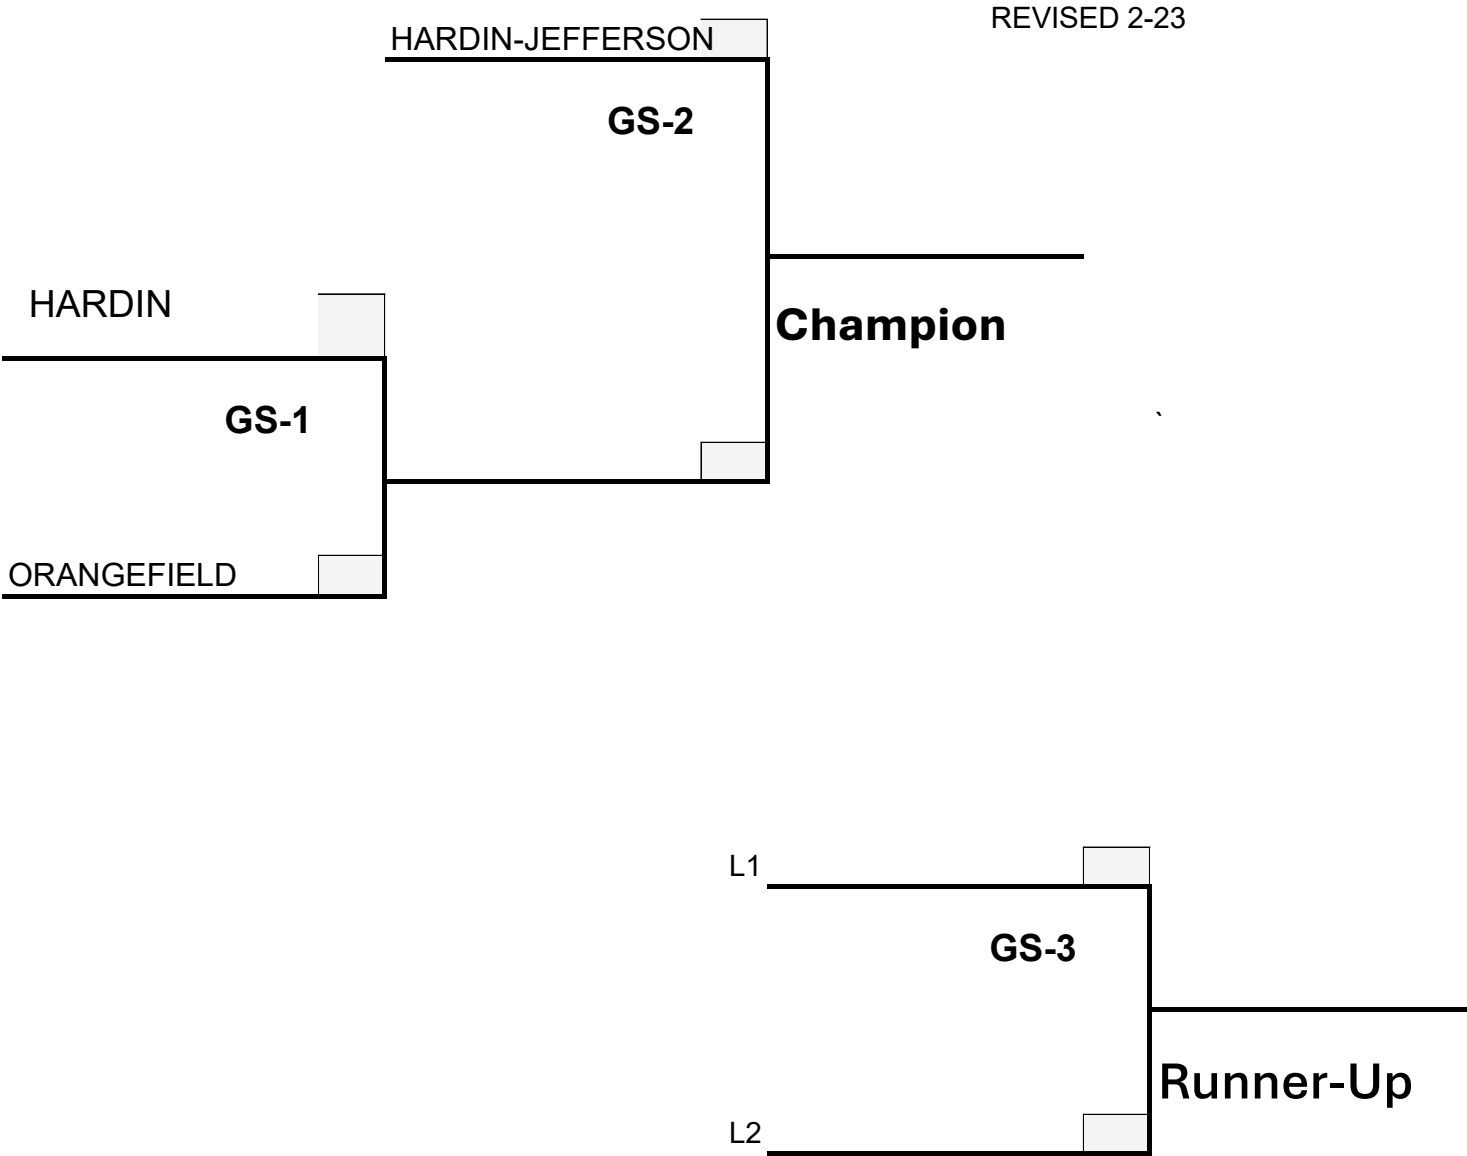 REVISED 2-23
HARDIN-JEFFERSON
GS-2
HARDIN
Champion
GS-1
`
ORANGEFIELD
L1
GS-3
Runner-Up
L2